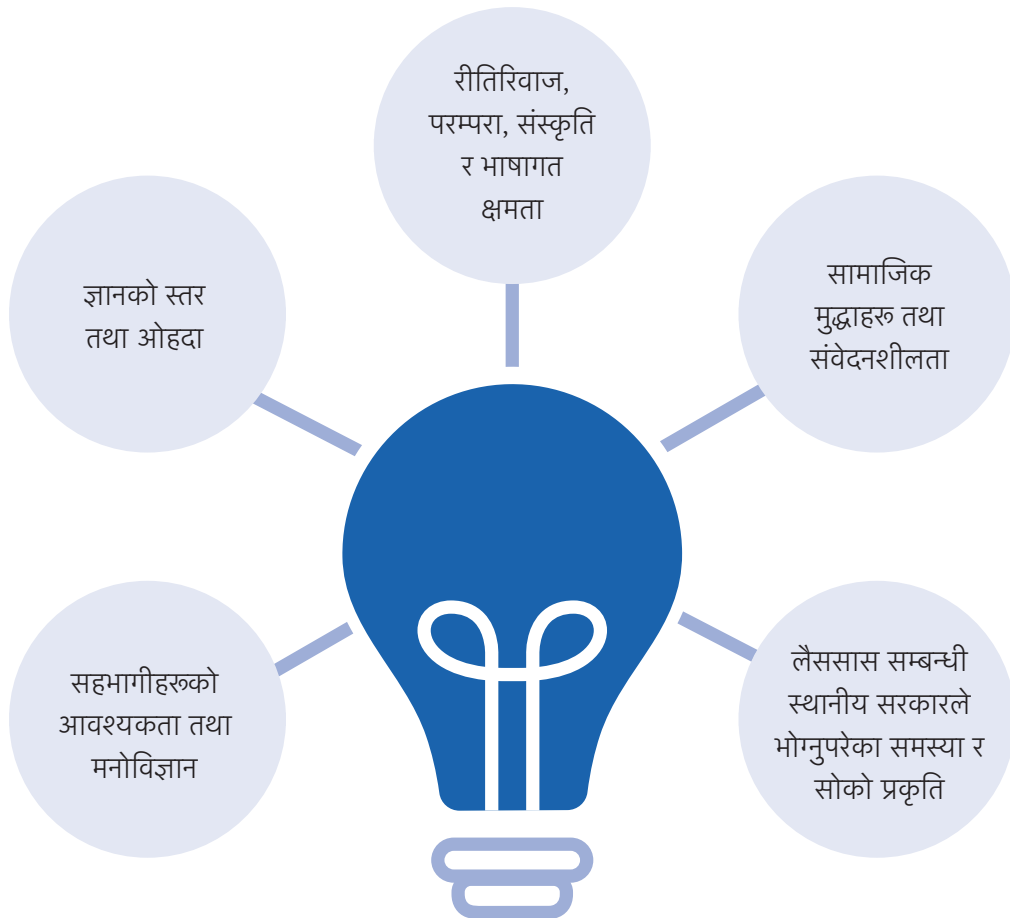 रीतिरिवाज,
परम्परा, संस्कृति
र भाषागत
क्षमता
ज्ञानको स्तर
तथा ओहदा
सामाजिक
मुद्धाहरू तथा
संवेदनशीलता
सहभागीहरूको
आवश्यकता तथा
मनोविज्ञान
लैससास सम्बन्धी
स्थानीय सरकारले
भोग्नुपरेका समस्या र
सोको प्रकृति